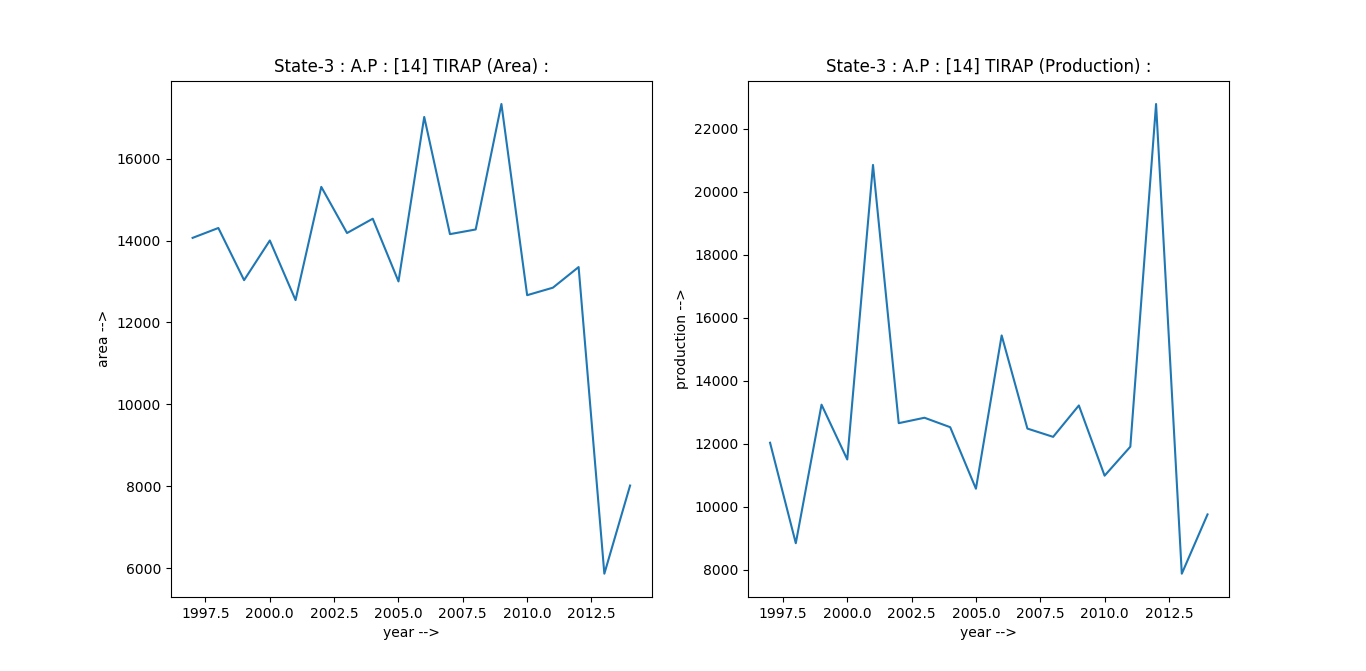 State-3 : A.P : [14] TIRAP (Area) :
16000
14000
12000
10000
8000
6000
area -->
1997.5 2000.0 2002.5 2005.0 2007.5 2010.0 2012.5
year -->
State-3 : A.P : [14] TIRAP (Production) :
22000
20000
18000
16000
14000
12000
10000
8000
production -->
1997.5 2000.0 2002.5 2005.0 2007.5 2010.0 2012.5
year -->